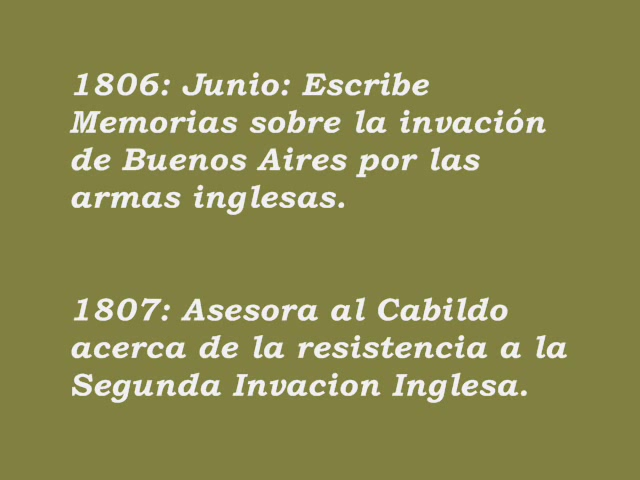 1806: Junio: Escribe
Memorias sobre la invación
de Buenos Aires por las
armas inglesas.
1807: Asesora al Cabildo
acerca de la resistencia a la
Segunda Invacion Inglesa.